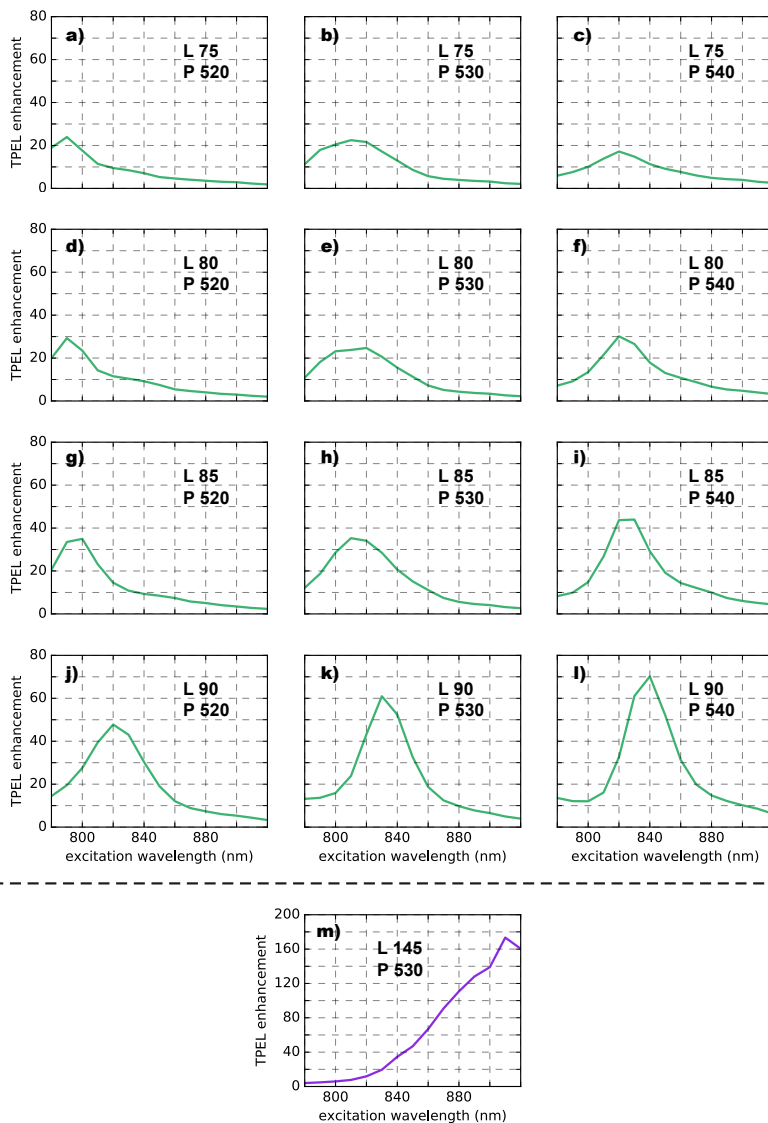 80
60
40
20
0
TPEL enhancement
a)
L 75
P 520
b)
L 75
P 530
c)
L 75
P 540
80
60
40
20
0
TPEL enhancement
d)
L 80
P 520
e)
L 80
P 530
f)
L 80
P 540
80
60
40
20
0
TPEL enhancement
g)
L 85
P 520
h)
L 85
P 530
i)
L 85
P 540
80
60
40
20
0
TPEL enhancement
j)
L 90
P 520
k)
L 90
P 530
l)
L 90
P 540
800 840 880
800 840 880
800 840 880
excitation wavelength (nm)
excitation wavelength (nm)
excitation wavelength (nm)
200
160
120
80
40
0
TPEL enhancement
m)
L 145
P 530
800 840 880
excitation wavelength (nm)